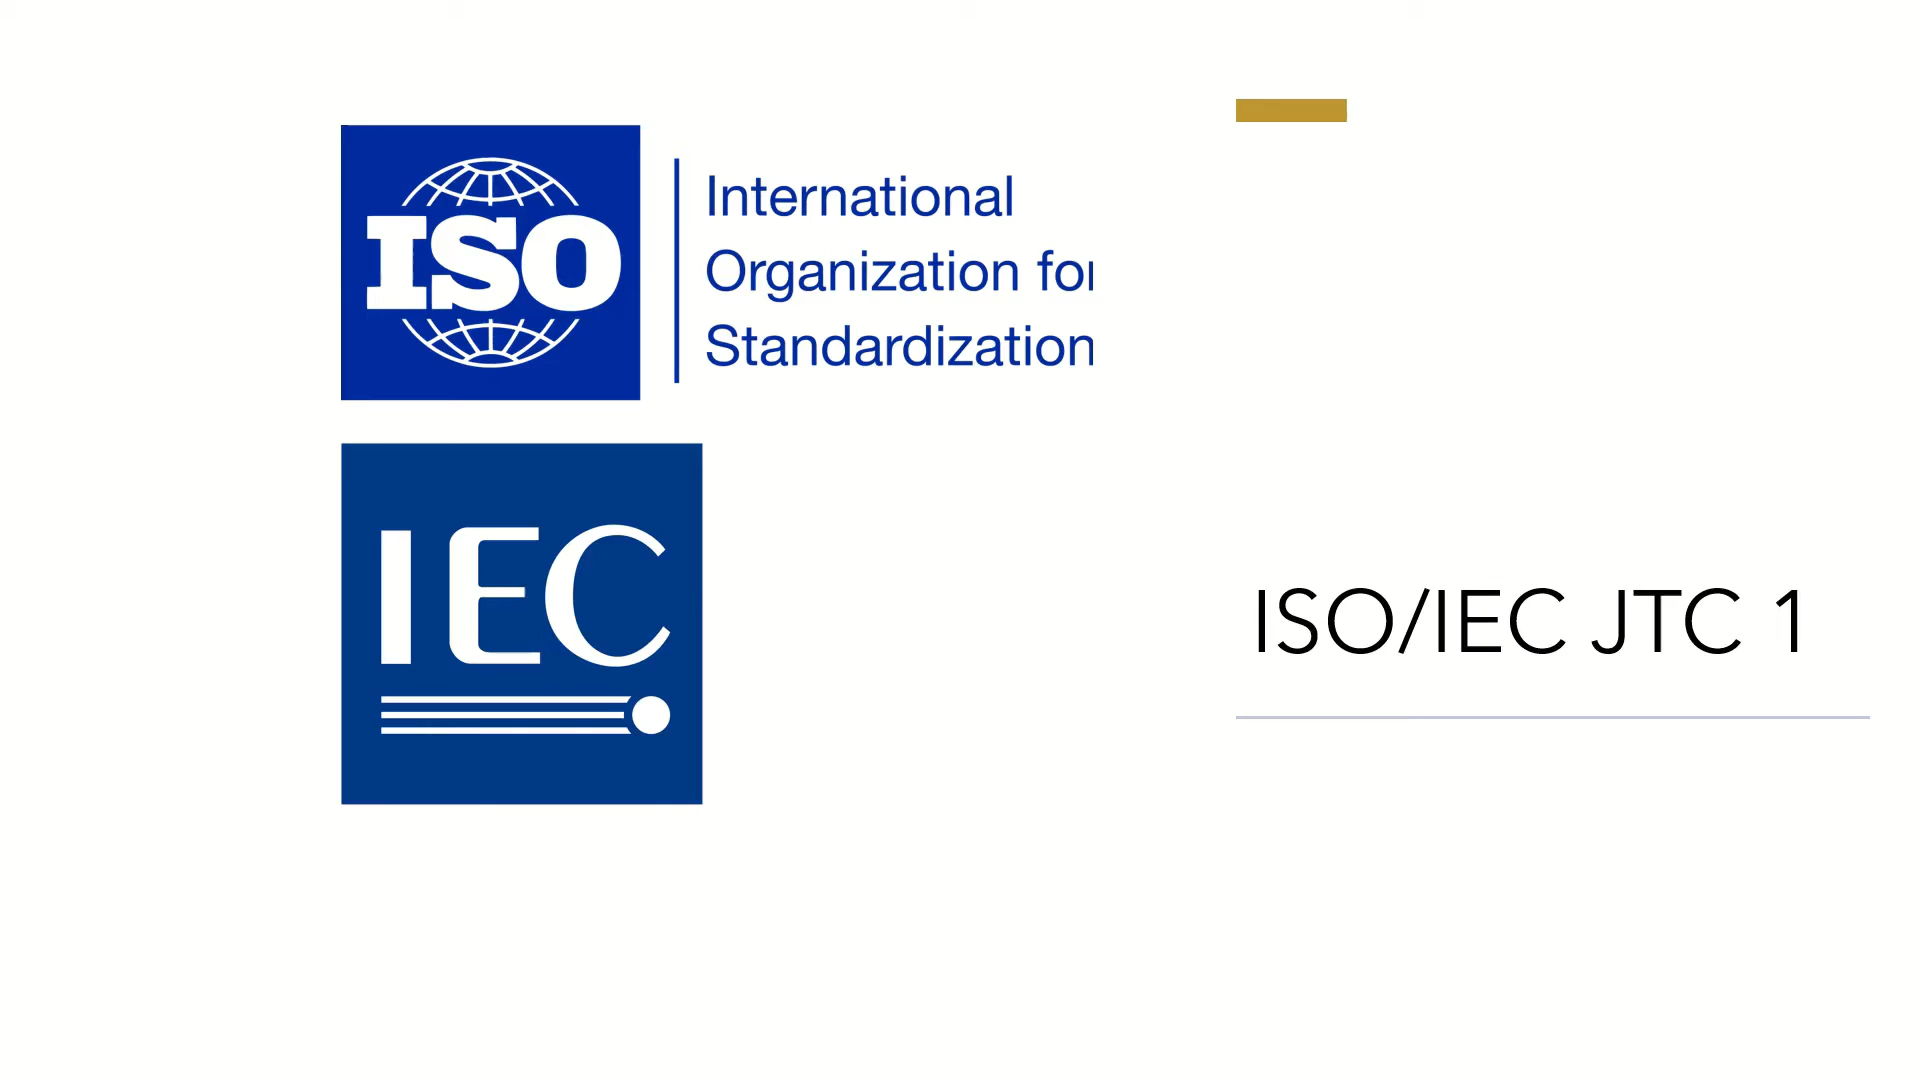 ISO
International
Organization for
Standardization
IEC
ISO/IEC JTC 1